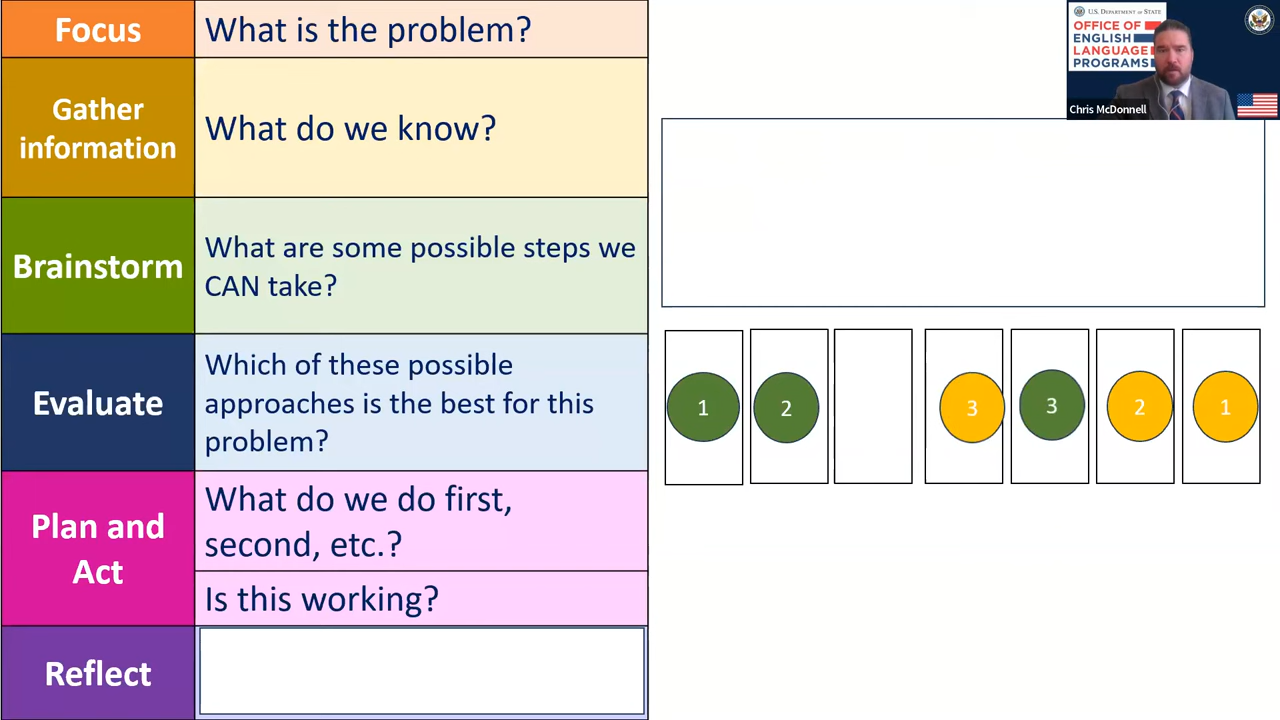 Focus
What is the problem?
Gather
information
What do we know?
Brainstorm
What are some possible steps we
CAN take?
Evaluate
Which of these possible
approaches is the best for this
problem?
Plan and
Act
What do we do first,
second, etc.?
Is this working?
Reflect
U.S. DEPARTMENT OF STATE
OFFICE OF
ENGLISH
LANGUAGE
PROGRAMS
Chris McDonnell
1 2 3 3 2 1